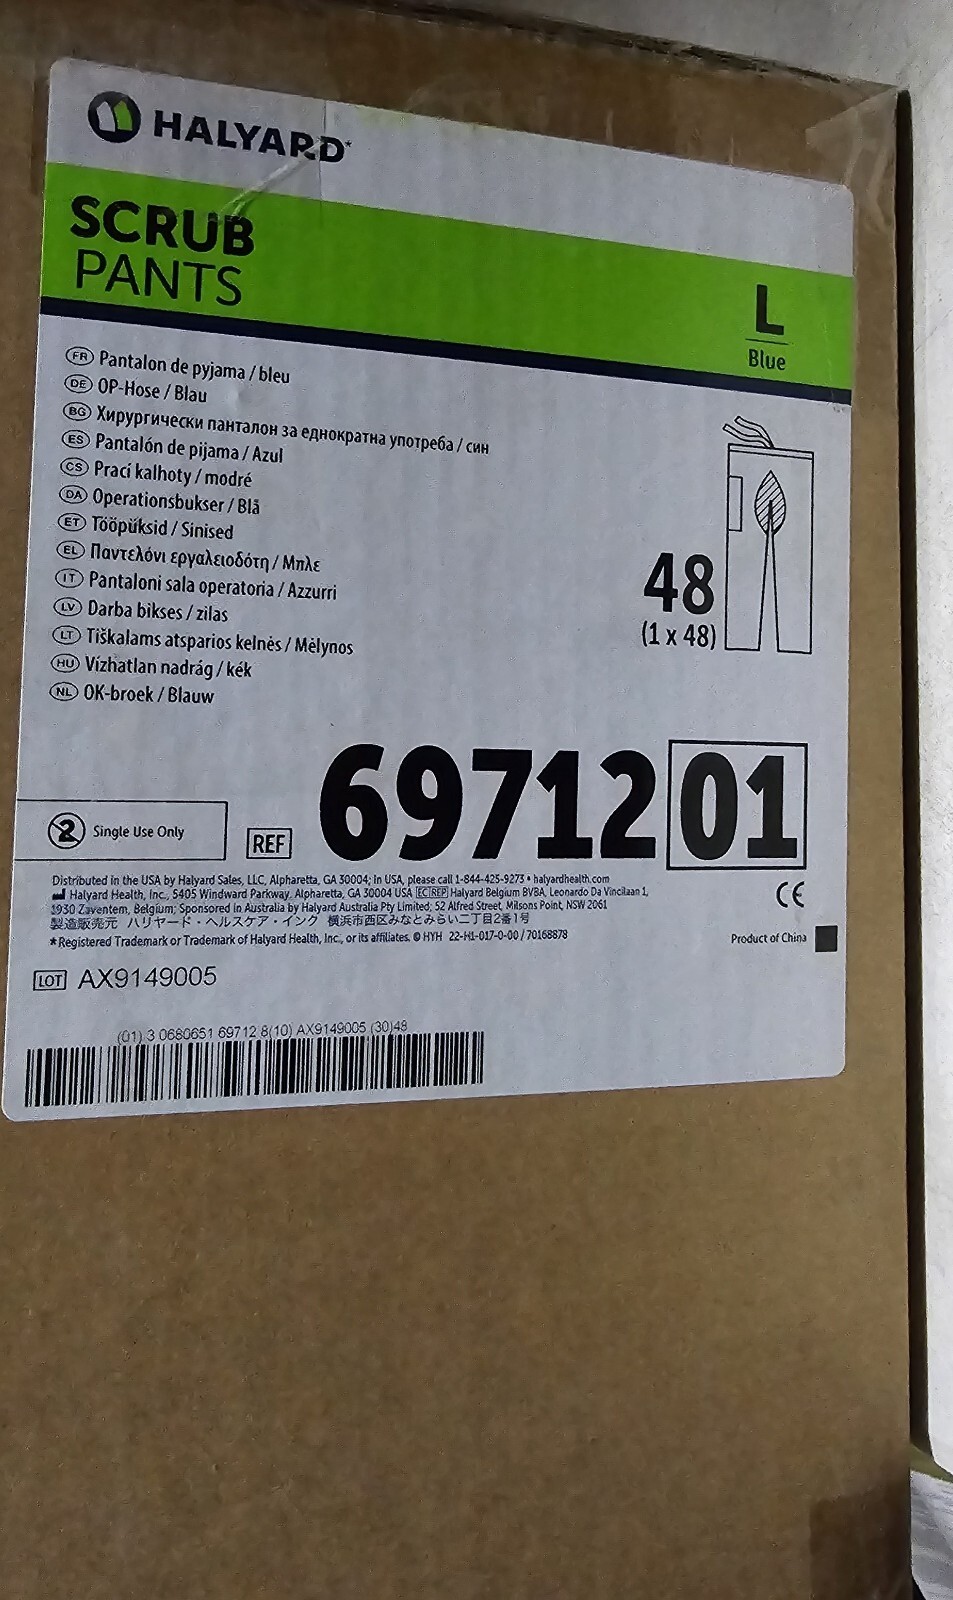 HALYARD*
SCRUB
PANTS
L
Blue
FR Pantalon de pyjama / bleu
DE OP-Hose / Blau
BG Хирургически панталон за еднократна употреба / син
ES Pantalón de pijama / Azul
CS Prací kalhoty / modré
DA Operationsbukser / Blå
ET Tööpüksid / Sinised
EL Παντελόνι εργαλειοδότη / Μπλε
IT Pantaloni sala operatoria / Azzurri
LV Darba bikses / zilas
LT Tiškalams atsparios kelnės / Mėlynos
HU Vízhatlan nadrág / kék
NL OK-broek / Blauw
48
(1 x 48)
2 Single Use Only
REF 69712 01
Distributed in the USA by Halyard Sales, LLC, Alpharetta, GA 30004; in USA, please call 1-844-425-9273 • halyardhealth.com
Halyard Health, Inc., 5405 Windward Parkway, Alpharetta, GA 30004 USA EC REP Halyard Belgium BVBA, Leonardo Da Vincilaan 1,
1930 Zaventem, Belgium; Sponsored in Australia by Halyard Australia Pty Limited; 52 Alfred Street, Milsons Point, NSW 2061
製造販売元 ハリヤード・ヘルスケア・インク 横浜市西区みなとみらい二丁目2番1号
*Registered Trademark or Trademark of Halyard Health, Inc., or its affiliates. © HYH 22-H1-017-0-00 / 70168878
CE
Product of China
LOT AX9149005
(01) 3 0680651 69712 8(10) AX9149005 (30)48